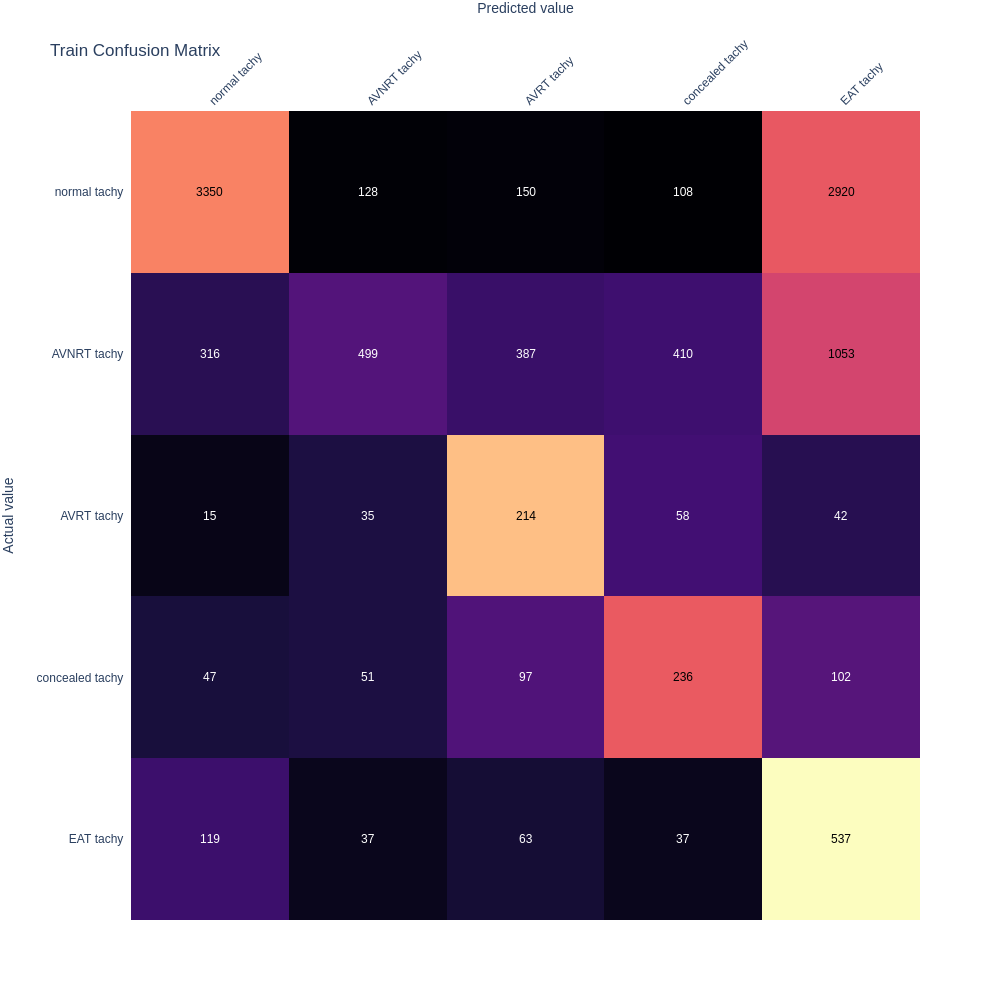 Predicted value
Train Confusion Matrix
normal tachy
AVNRT tachy
AVRT tachy
concealed tachy
EAT tachy
normal tachy 3350 128 150 108 2920
AVNRT tachy 316 499 387 410 1053
Actual value
AVRT tachy 15 35 214 58 42
concealed tachy 47 51 97 236 102
EAT tachy 119 37 63 37 537